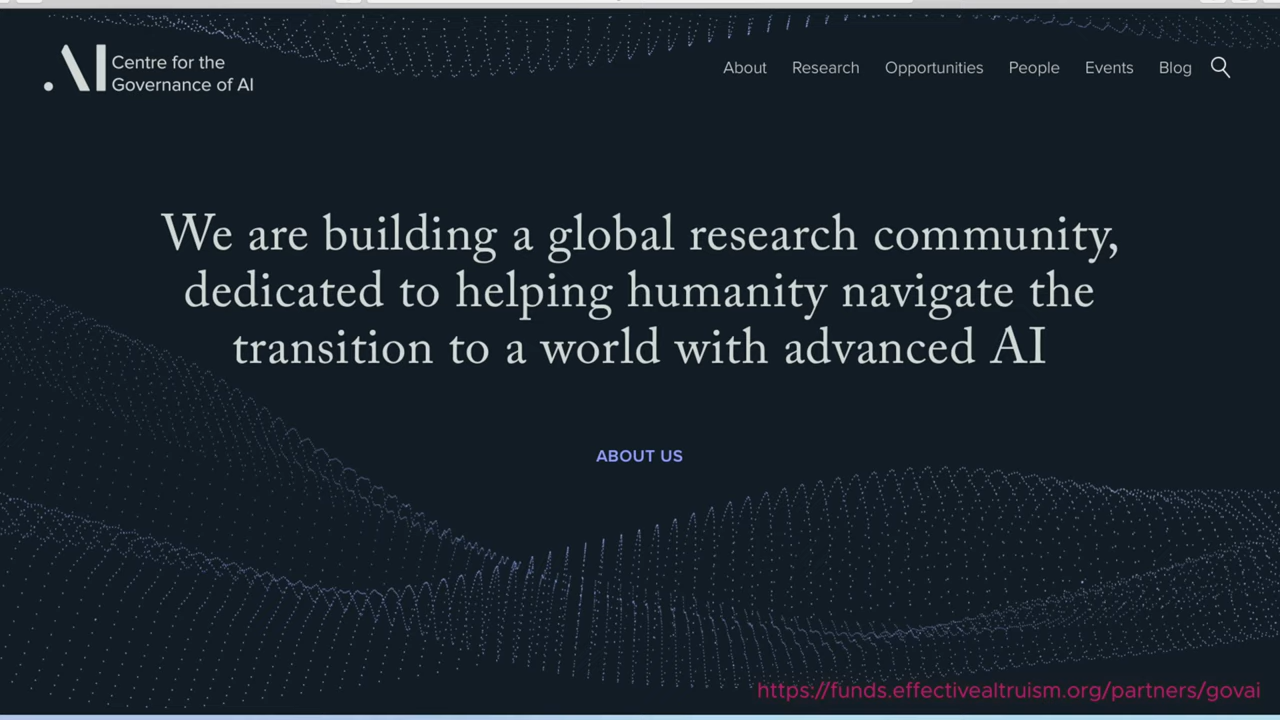 Centre for the
Governance of AI
About Research Opportunities People Events Blog
We are building a global research community,
dedicated to helping humanity navigate the
transition to a world with advanced AI
ABOUT US
https://funds.effectivealtruism.org/partners/govai